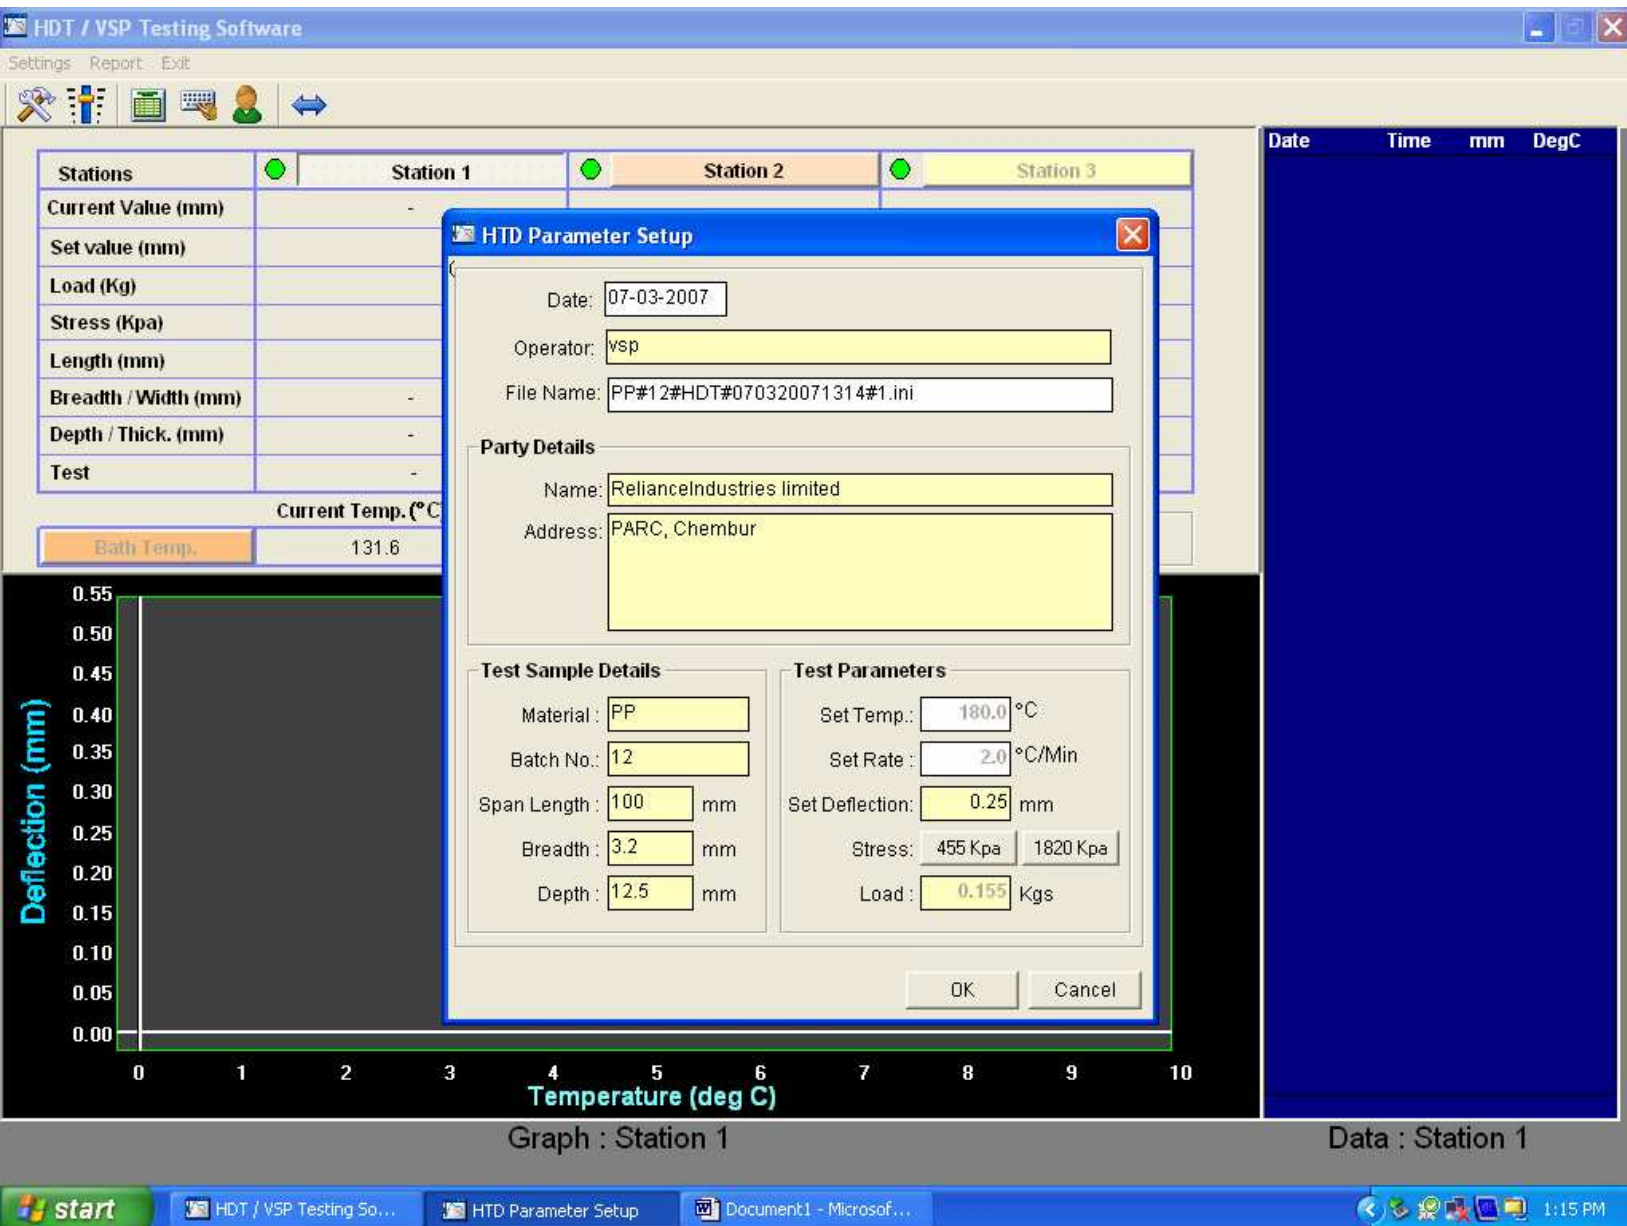 HDT / VSP Testing Software
Settings Report Exit
Date Time mm DegC
Stations Station 1 Station 2 Station 3
Current Value (mm) -
Set value (mm)
Load (Kg)
Stress (Kpa)
Length (mm)
Breadth / Width (mm) -
Depth / Thick. (mm) -
Test -
Current Temp. (°C)
Bath Temp. 131.6
HTD Parameter Setup
Date: 07-03-2007
Operator: vsp
File Name: PP#12#HDT#070320071314#1.ini
Party Details
Name: RelianceIndustries limited
Address: PARC, Chembur
Test Sample Details
Material : PP
Batch No.: 12
Span Length : 100 mm
Breadth : 3.2 mm
Depth : 12.5 mm
Test Parameters
Set Temp.: 180.0 °C
Set Rate : 2.0 °C/Min
Set Deflection: 0.25 mm
Stress: 455 Kpa 1820 Kpa
Load : 0.155 Kgs
OK Cancel
Deflection (mm)
0.55
0.50
0.45
0.40
0.35
0.30
0.25
0.20
0.15
0.10
0.05
0.00
0 1 2 3 4 5 6 7 8 9 10
Temperature (deg C)
Graph : Station 1
Data : Station 1
start HDT / VSP Testing So... HTD Parameter Setup Document1 - Microsof... 1:15 PM